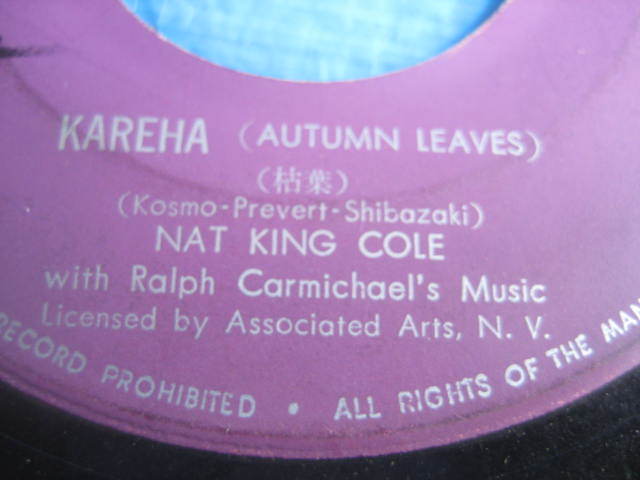 KAREHA (AUTUMN LEAVES)
(枯葉)
(Kosmo-Prevert-Shibazaki)
NAT KING COLE
with Ralph Carmichael's Music
Licensed by Associated Arts, N. V.
RECORD PROHIBITED • ALL RIGHTS OF THE MAN